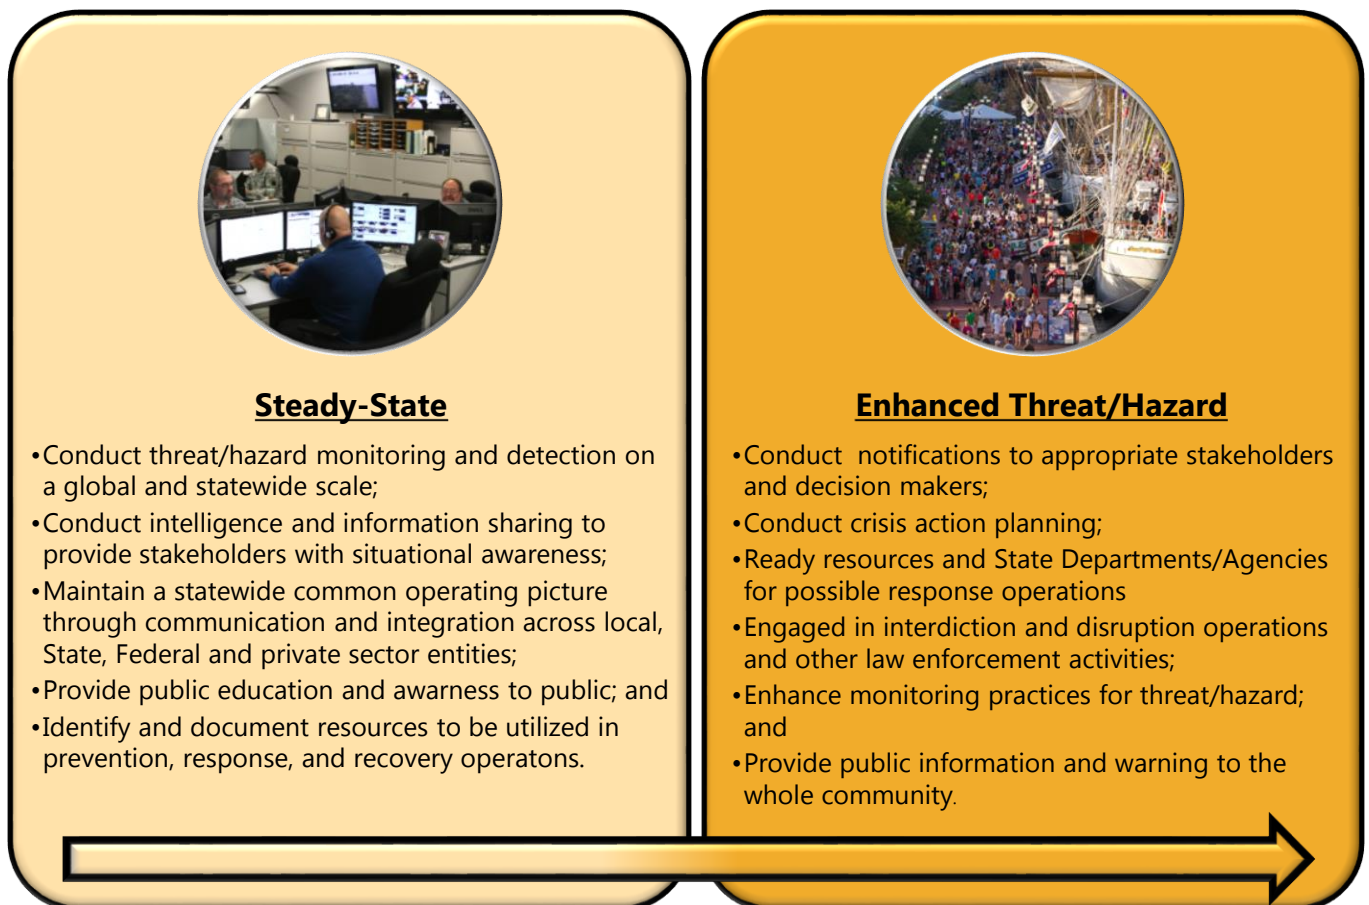 Steady-State
•Conduct threat/hazard monitoring and detection on
a global and statewide scale;
•Conduct intelligence and information sharing to
provide stakeholders with situational awareness;
•Maintain a statewide common operating picture
through communication and integration across local,
State, Federal and private sector entities;
•Provide public education and awarness to public; and
•Identify and document resources to be utilized in
prevention, response, and recovery operatons.
Enhanced Threat/Hazard
•Conduct  notifications to appropriate stakeholders
and decision makers;
•Conduct crisis action planning;
•Ready resources and State Departments/Agencies
for possible response operations
•Engaged in interdiction and disruption operations
and other law enforcement activities;
•Enhance monitoring practices for threat/hazard;
and
•Provide public information and warning to the
whole community.